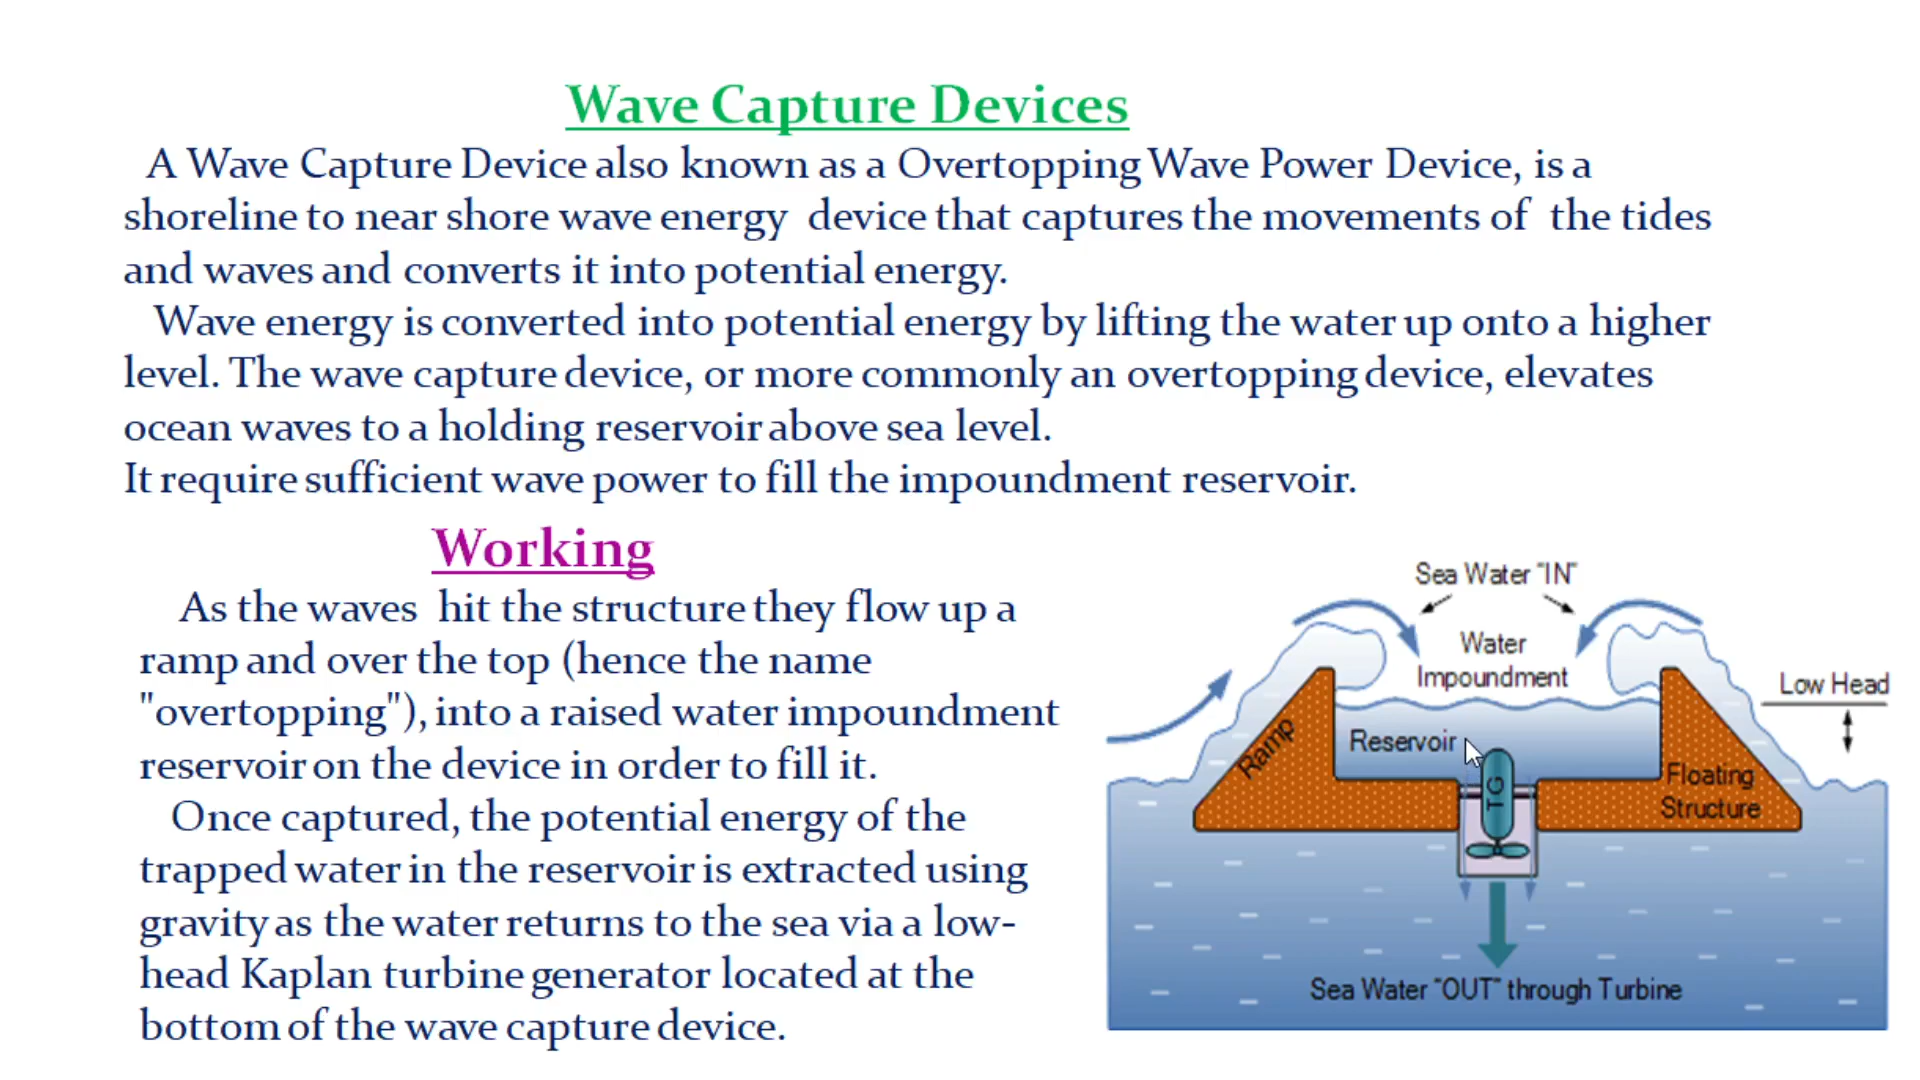 Wave Capture Devices
A Wave Capture Device also known as a Overtopping Wave Power Device, is a
shoreline to near shore wave energy device that captures the movements of the tides
and waves and converts it into potential energy.
Wave energy is converted into potential energy by lifting the water up onto a higher
level. The wave capture device, or more commonly an overtopping device, elevates
ocean waves to a holding reservoir above sea level.
It require sufficient wave power to fill the impoundment reservoir.
Working
As the waves hit the structure they flow up a
ramp and over the top (hence the name
"overtopping"), into a raised water impoundment
reservoir on the device in order to fill it.
Once captured, the potential energy of the
trapped water in the reservoir is extracted using
gravity as the water returns to the sea via a low-
head Kaplan turbine generator located at the
bottom of the wave capture device.
Sea Water "IN"
Water
Impoundment
Low Head
Reservoir
Ramp
TG
Floating
Structure
Sea Water "OUT" through Turbine